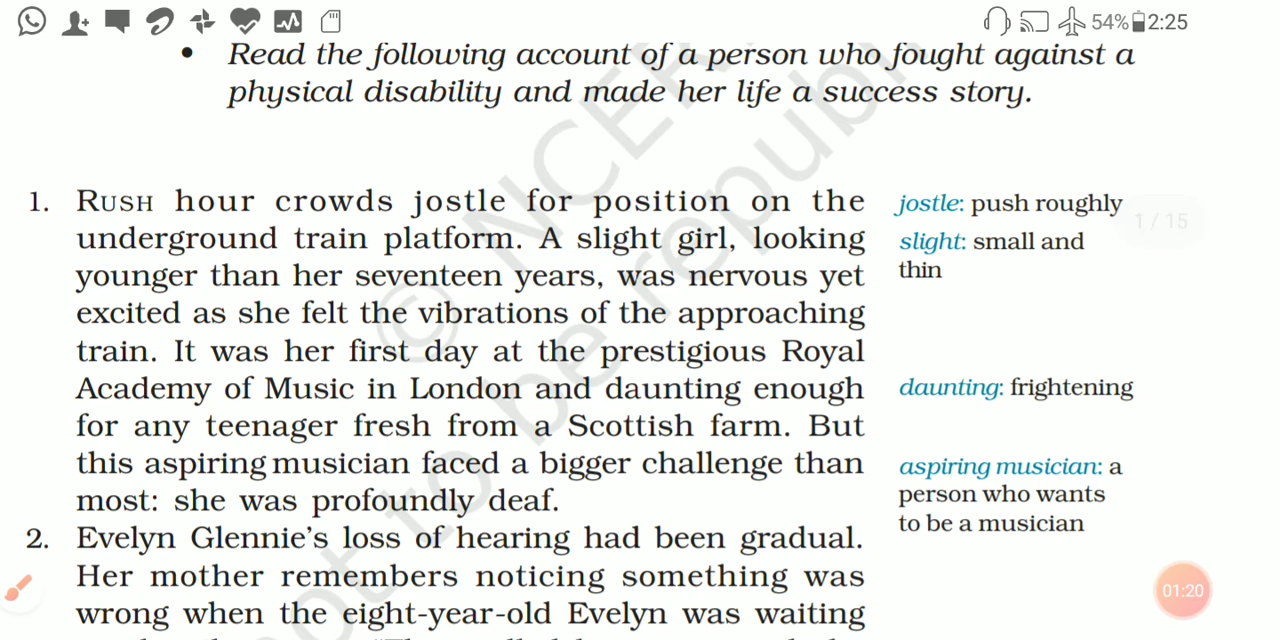 54% 2:25
• Read the following account of a person who fought against a
physical disability and made her life a success story.
1. RUSH hour crowds jostle for position on the
underground train platform. A slight girl, looking
younger than her seventeen years, was nervous yet
excited as she felt the vibrations of the approaching
train. It was her first day at the prestigious Royal
Academy of Music in London and daunting enough
for any teenager fresh from a Scottish farm. But
this aspiring musician faced a bigger challenge than
most: she was profoundly deaf.
2. Evelyn Glennie's loss of hearing had been gradual.
Her mother remembers noticing something was
wrong when the eight-year-old Evelyn was waiting
jostle: push roughly
slight: small and
thin
daunting: frightening
aspiring musician: a
person who wants
to be a musician
1 / 15
01:20
© NCER
not to be republ